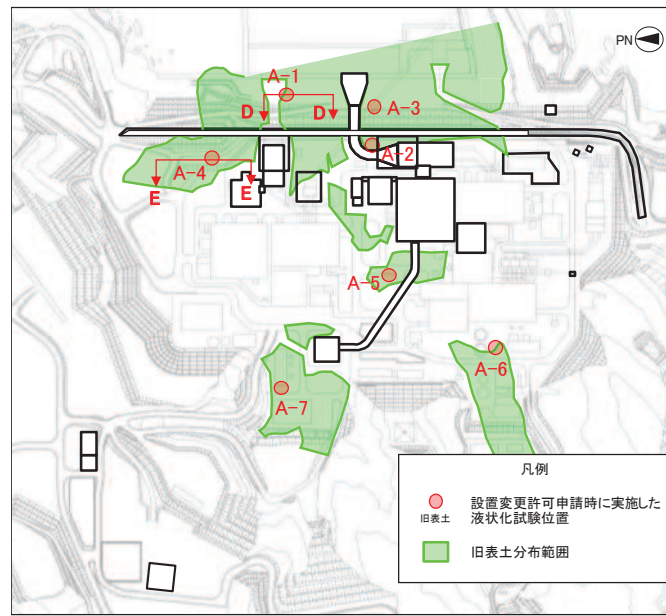 PN
A-1
D
D
A-3
A-2
A-4
E
E
A-5
A-6
A-7
凡例
旧表土
設置変更許可申請時に実施した
液状化試験位置
旧表土分布範囲